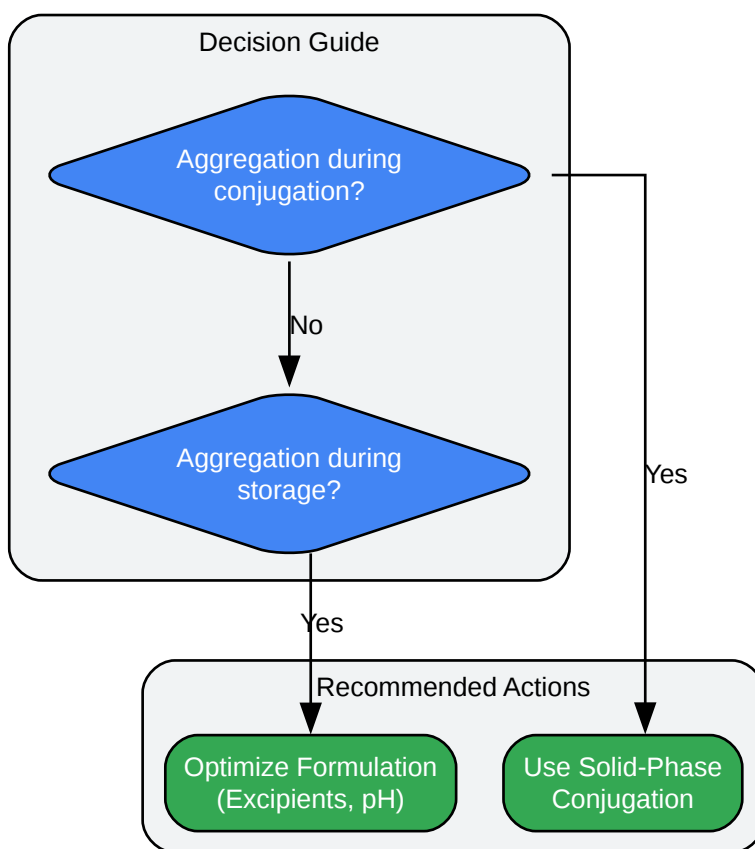 Decision Guide
Aggregation during
conjugation?
No
Aggregation during
storage?
Yes
Yes
Recommended Actions
Optimize Formulation
(Excipients, pH)
Use Solid-Phase
Conjugation